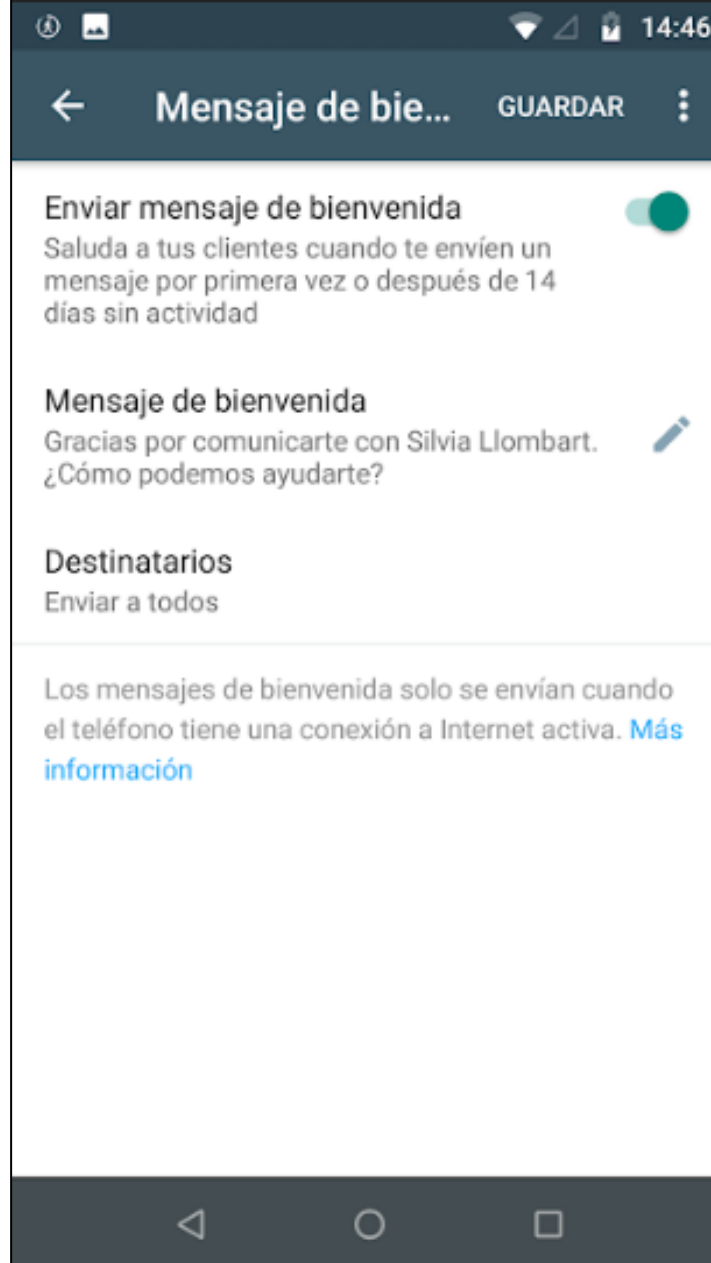 14:46
Mensaje de bie... GUARDAR
Enviar mensaje de bienvenida
Saluda a tus clientes cuando te envíen un
mensaje por primera vez o después de 14
días sin actividad
Mensaje de bienvenida
Gracias por comunicarte con Silvia Llombart.
¿Cómo podemos ayudarte?
Destinatarios
Enviar a todos
Los mensajes de bienvenida solo se envían cuando
el teléfono tiene una conexión a Internet activa. Más
información